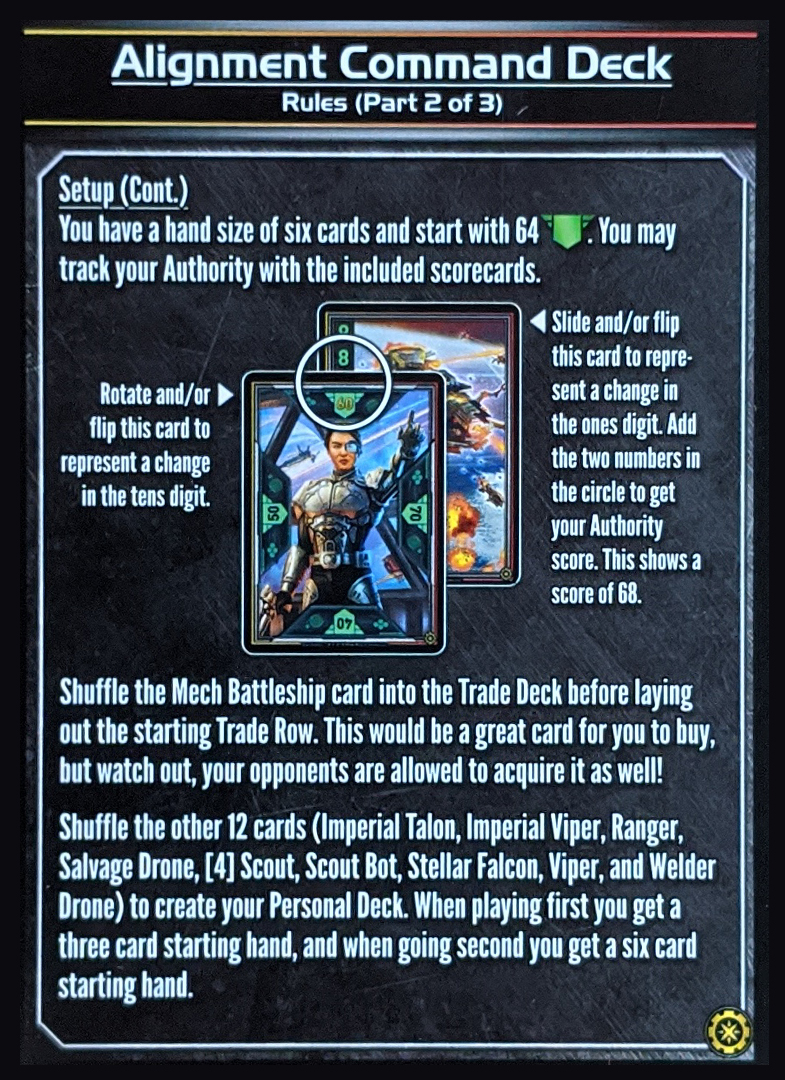 Alignment Command Deck
Rules (Part 2 of 3)
Setup (Cont.)
You have a hand size of six cards and start with 64 . You may
track your Authority with the included scorecards.
Rotate and/or
flip this card to
represent a change
in the tens digit.
8
60
50
70
40
Slide and/or flip
this card to repre-
sent a change in
the ones digit. Add
the two numbers in
the circle to get
your Authority
score. This shows a
score of 68.
Shuffle the Mech Battleship card into the Trade Deck before laying
out the starting Trade Row. This would be a great card for you to buy,
but watch out, your opponents are allowed to acquire it as well!
Shuffle the other 12 cards (Imperial Talon, Imperial Viper, Ranger,
Salvage Drone, [4] Scout, Scout Bot, Stellar Falcon, Viper, and Welder
Drone) to create your Personal Deck. When playing first you get a
three card starting hand, and when going second you get a six card
starting hand.